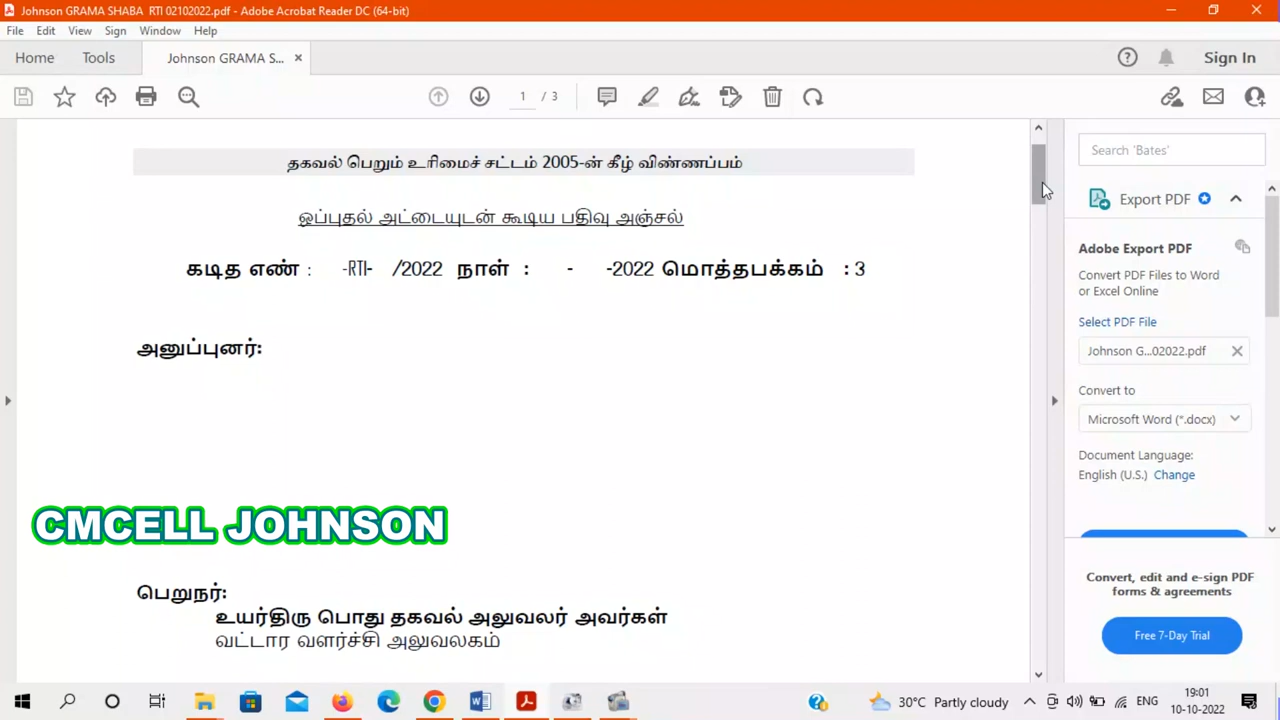 Johnson GRAMA SHABA RTI 02102022.pdf - Adobe Acrobat Reader DC (64-bit)
File Edit View Sign Window Help
Home Tools Johnson GRAMA S... × Sign In
1 / 3
தகவல் பெறும் உரிமைச் சட்டம் 2005-ன் கீழ் விண்ணப்பம்
ஒப்புதல் அட்டையுடன் கூடிய பதிவு அஞ்சல்
கடித எண் : -RTI- /2022 நாள் : - -2022 மொத்தபக்கம் : 3
அனுப்புனர்:
CMCELL JOHNSON
பெறுநர்:
உயர்திரு பொது தகவல் அலுவலர் அவர்கள்
வட்டார வளர்ச்சி அலுவலகம்
Search 'Bates'
Export PDF
Adobe Export PDF
Convert PDF Files to Word
or Excel Online
Select PDF File
Johnson G...02022.pdf
Convert to
Microsoft Word (*.docx)
Document Language:
English (U.S.) Change
Convert, edit and e-sign PDF
forms & agreements
Free 7-Day Trial
30°C Partly cloudy ENG 19:01
10-10-2022